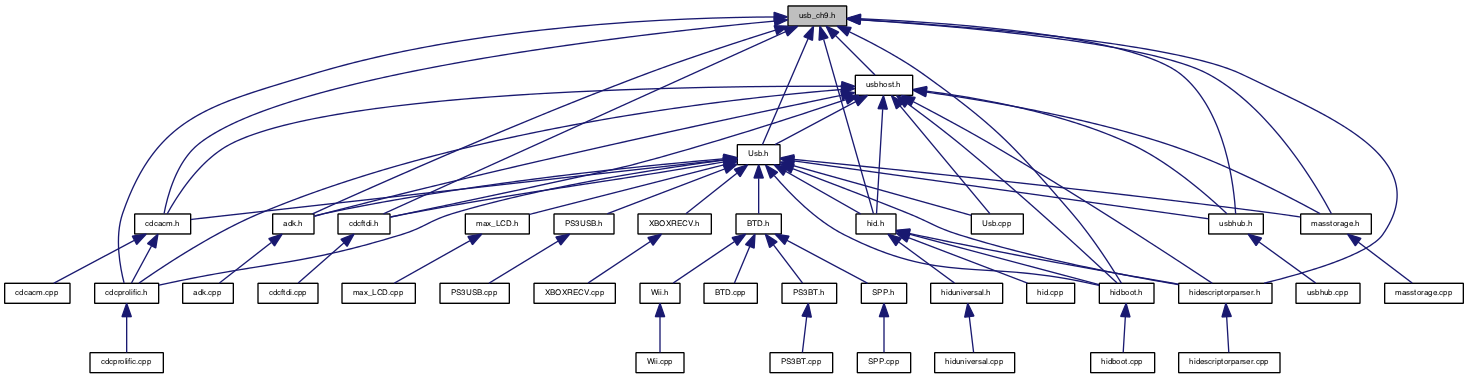 usb_ch9.h
usbhost.h
Usb.h
cdcacm.h
adk.h
cdcftdi.h
max_LCD.h
PS3USB.h
XBOXRECV.h
BTD.h
hid.h
Usb.cpp
usbhub.h
masstorage.h
cdcacm.cpp
cdcprolific.h
adk.cpp
cdcftdi.cpp
max_LCD.cpp
PS3USB.cpp
XBOXRECV.cpp
Wii.h
BTD.cpp
PS3BT.h
SPP.h
hiduniversal.h
hid.cpp
hidboot.h
hidescriptorparser.h
usbhub.cpp
masstorage.cpp
cdcprolific.cpp
Wii.cpp
PS3BT.cpp
SPP.cpp
hiduniversal.cpp
hidboot.cpp
hidescriptorparser.cpp